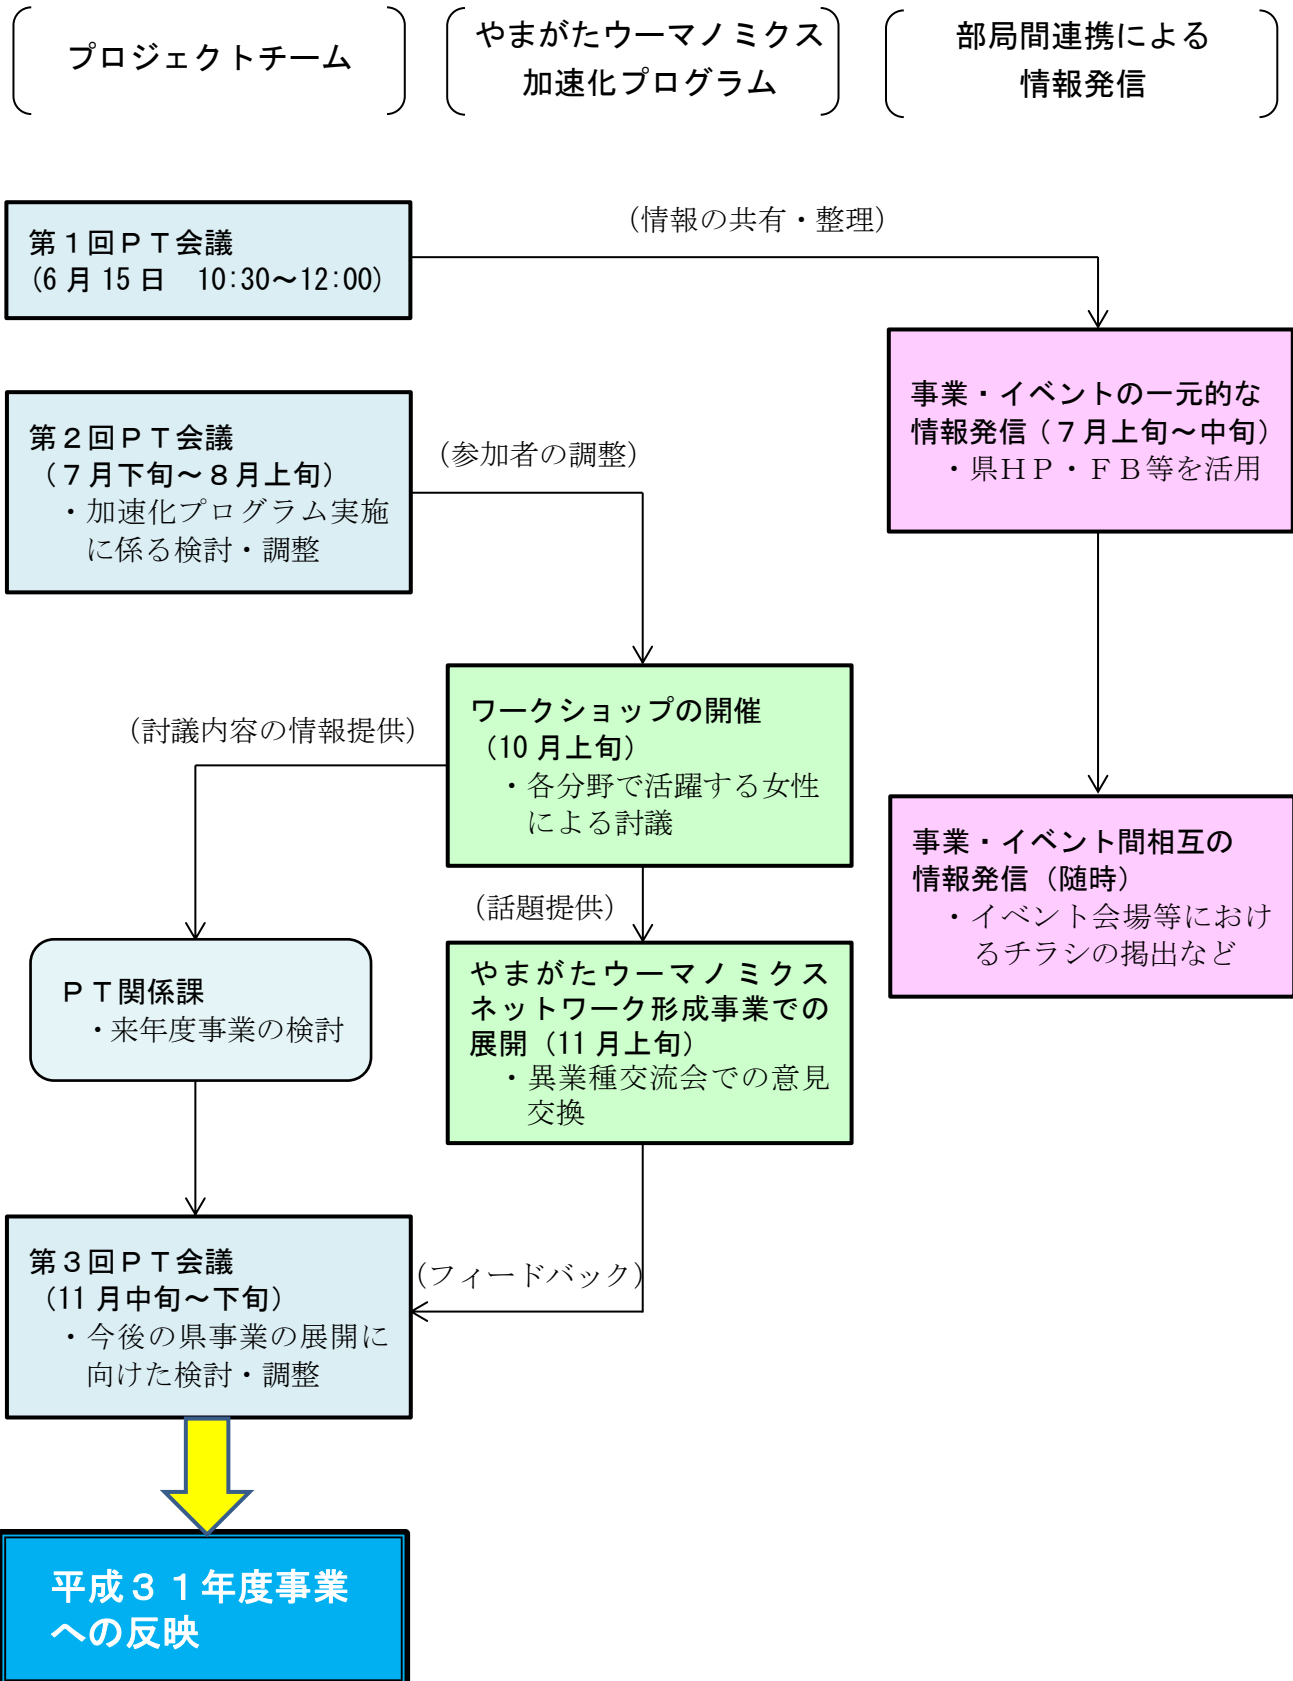 プロジェクトチーム
やまがたウーマノミクス
加速化プログラム
部局間連携による
情報発信
(情報の共有・整理)
第1回PT会議
(6月15日　10:30～12:00)
事業・イベントの一元的な
情報発信(7月上旬～中旬)
・県HP・FB等を活用
第2回PT会議
(7月下旬～8月上旬)
・加速化プログラム実施
に係る検討・調整
(参加者の調整)
ワークショップの開催
(10月上旬)
・各分野で活躍する女性
による討議
(討議内容の情報提供)
事業・イベント間相互の
情報発信(随時)
・イベント会場等におけ
るチラシの掲出など
(話題提供)
PT関係課
・来年度事業の検討
やまがたウーマノミクス
ネットワーク形成事業での
展開(11月上旬)
・異業種交流会での意見
交換
第3回PT会議
(11月中旬～下旬)
・今後の県事業の展開に
向けた検討・調整
(フィードバック)
平成31年度事業
への反映